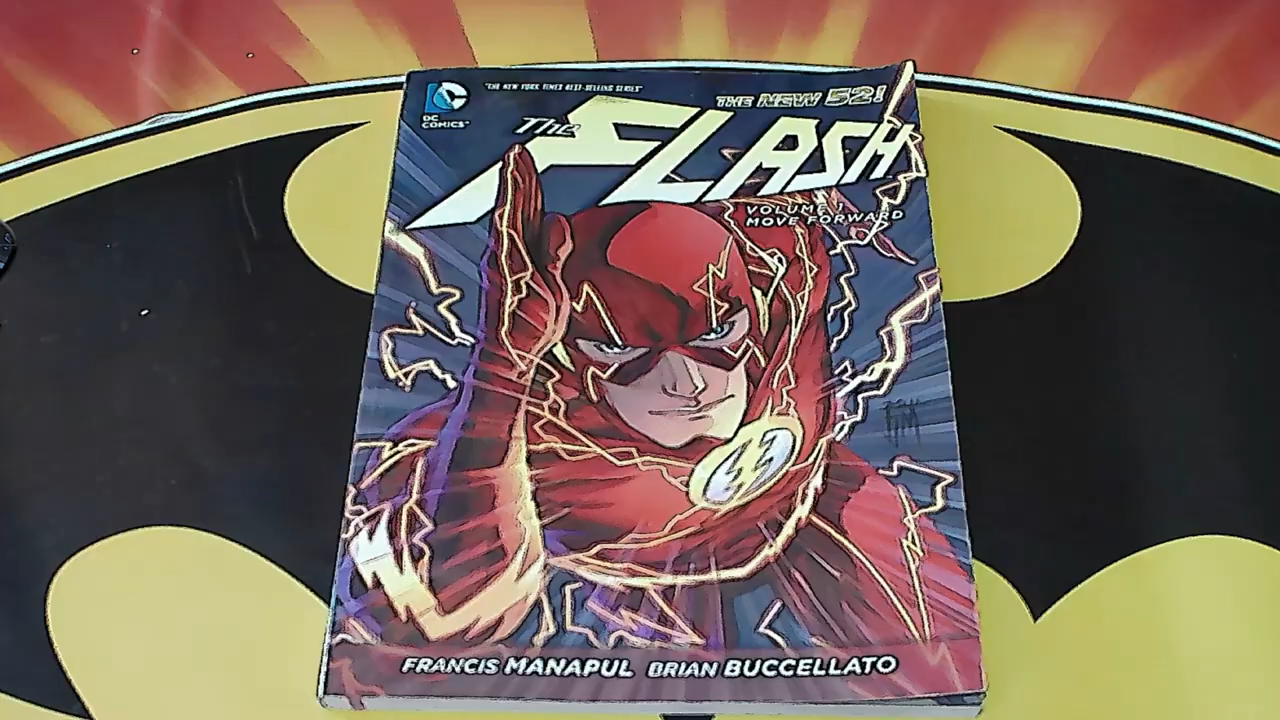 "THE NEW YORK TIMES BEST-SELLING SERIES"
THE NEW 52!
DC
COMICS™
The FLASH
VOLUME 1
MOVE FORWARD
FRANCIS MANAPUL BRIAN BUCCELLATO